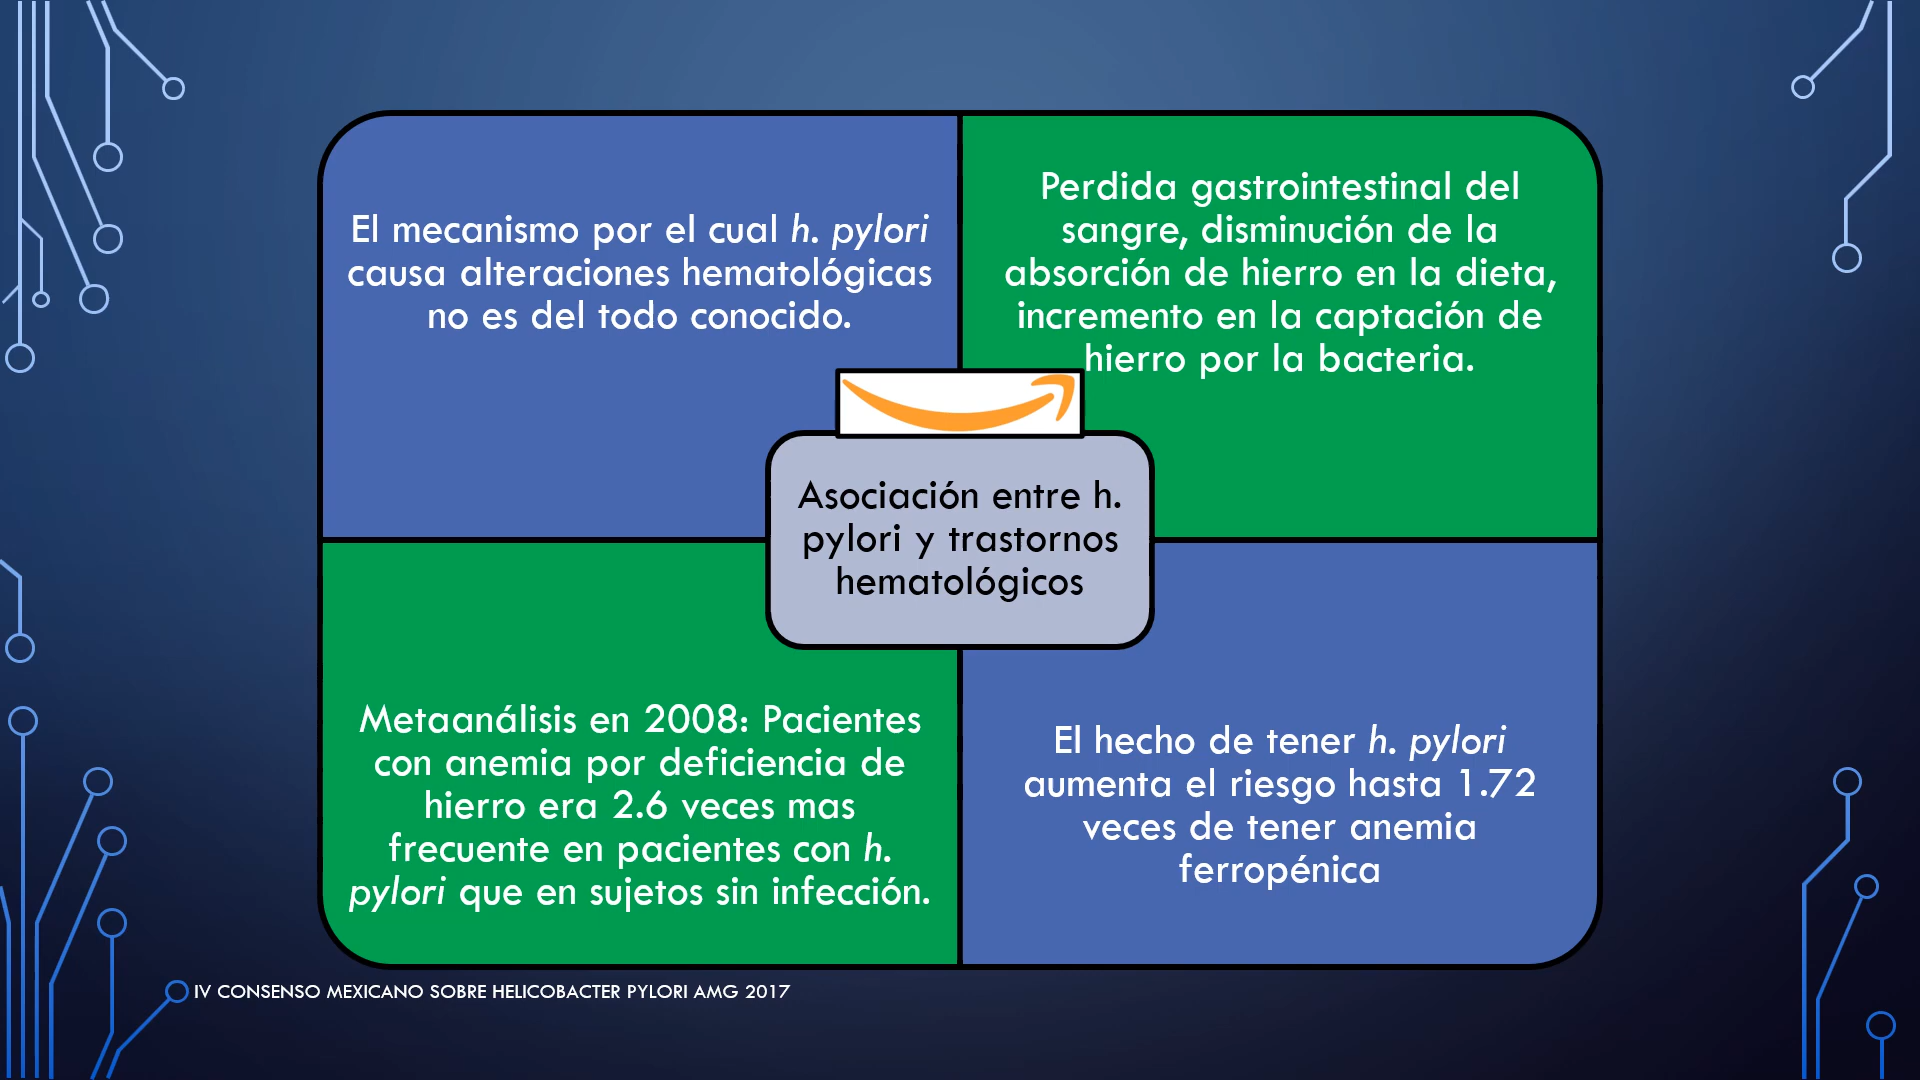 El mecanismo por el cual h. pylori
causa alteraciones hematológicas
no es del todo conocido.
Perdida gastrointestinal del
sangre, disminución de la
absorción de hierro en la dieta,
incremento en la captación de
hierro por la bacteria.
Asociación entre h.
pylori y trastornos
hematológicos
Metaanálisis en 2008: Pacientes
con anemia por deficiencia de
hierro era 2.6 veces mas
frecuente en pacientes con h.
pylori que en sujetos sin infección.
El hecho de tener h. pylori
aumenta el riesgo hasta 1.72
veces de tener anemia
ferropénica
IV CONSENSO MEXICANO SOBRE HELICOBACTER PYLORI AMG 2017